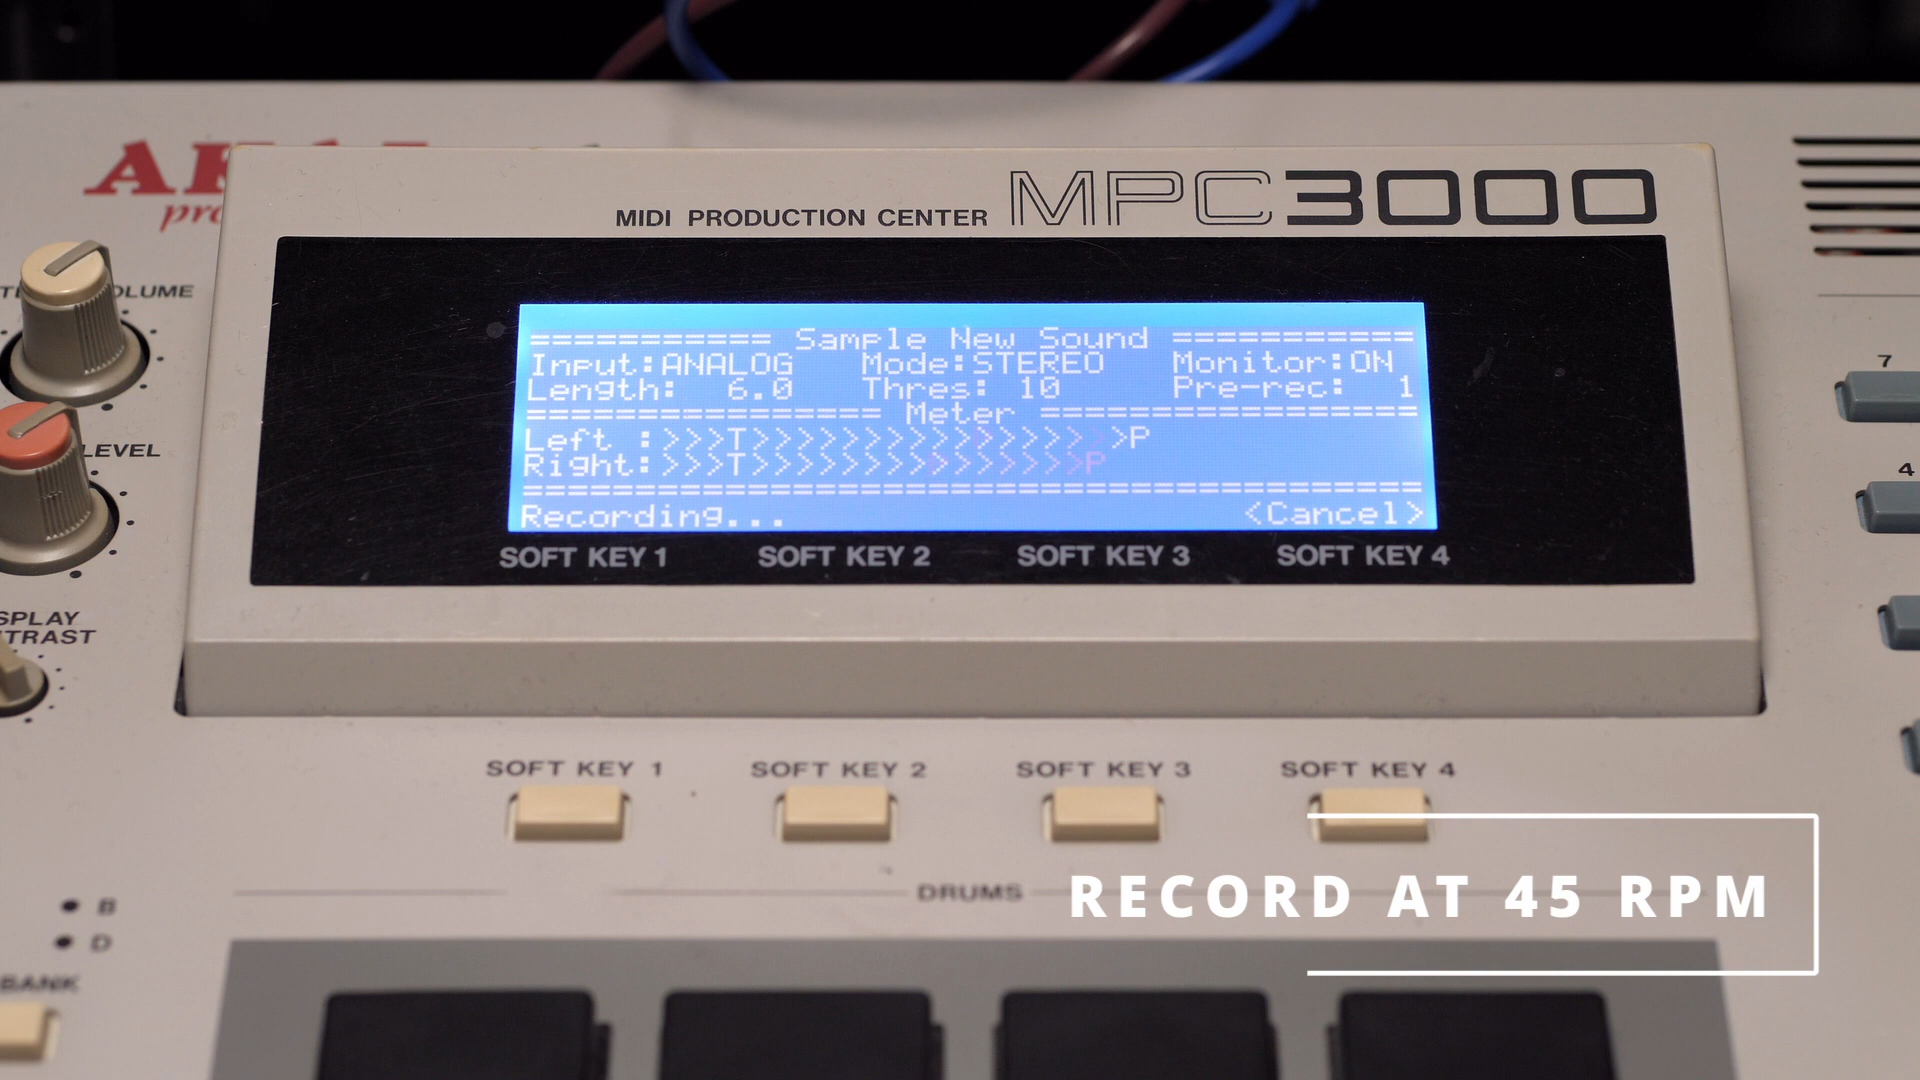 MIDI PRODUCTION CENTER MPC3000
=========== Sample New Sound ===========
Input:ANALOG Mode:STEREO Monitor:ON
Length: 6.0 Thres: 10 Pre-rec: 1
================ Meter =================
Left :>>>T>>>>>>>>>>>>>>> >P
Right:>>>T>>>>>>>>>>>>>>>P
Recording... <Cancel>
SOFT KEY 1 SOFT KEY 2 SOFT KEY 3 SOFT KEY 4
LEVEL
7
4
SOFT KEY 1 SOFT KEY 2 SOFT KEY 3 SOFT KEY 4
DRUMS
RECORD AT 45 RPM
B
D
BANK